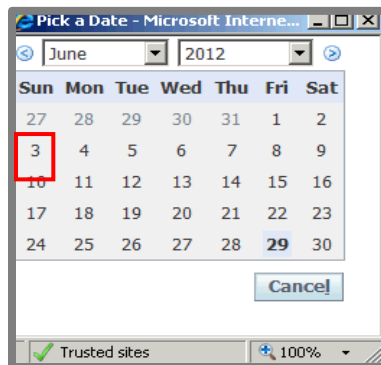 Pick a Date - Microsoft Interne...
June 2012
Sun Mon Tue Wed Thu Fri Sat
27 28 29 30 31 1 2
3 4 5 6 7 8 9
10 11 12 13 14 15 16
17 18 19 20 21 22 23
24 25 26 27 28 29 30
Cancel
Trusted sites 100%